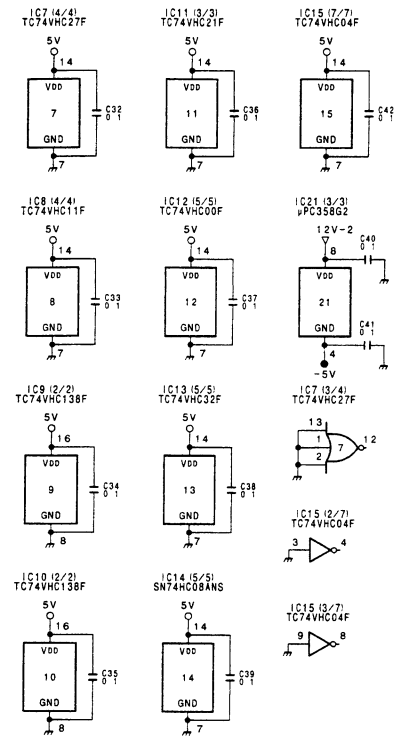 IC7 (4/4)
TC74VHC27F
5V
14
VDD
7
GND
7
C32
0 1
IC11 (3/3)
TC74VHC21F
5V
14
VDD
11
GND
7
C36
0 1
IC15 (7/7)
TC74VHC04F
5V
14
VDD
15
GND
7
C42
0 1
IC8 (4/4)
TC74VHC11F
5V
14
VDD
8
GND
7
C33
0 1
IC12 (5/5)
TC74VHC00F
5V
14
VDD
12
GND
7
C37
0 1
IC21 (3/3)
μPC358G2
12V-2
8
C40
0 1
VDD
21
GND
C41
0 1
4
-5V
IC9 (2/2)
TC74VHC138F
5V
16
VDD
9
GND
8
C34
0 1
IC13 (5/5)
TC74VHC32F
5V
14
VDD
13
GND
7
C38
0 1
IC7 (3/4)
TC74VHC27F
13
1
2
7
12
IC15 (2/7)
TC74VHC04F
3
4
IC10 (2/2)
TC74VHC138F
5V
16
VDD
10
GND
8
C35
0 1
IC14 (5/5)
SN74HC08ANS
5V
14
VDD
14
GND
7
C39
0 1
IC15 (3/7)
TC74VHC04F
9
8